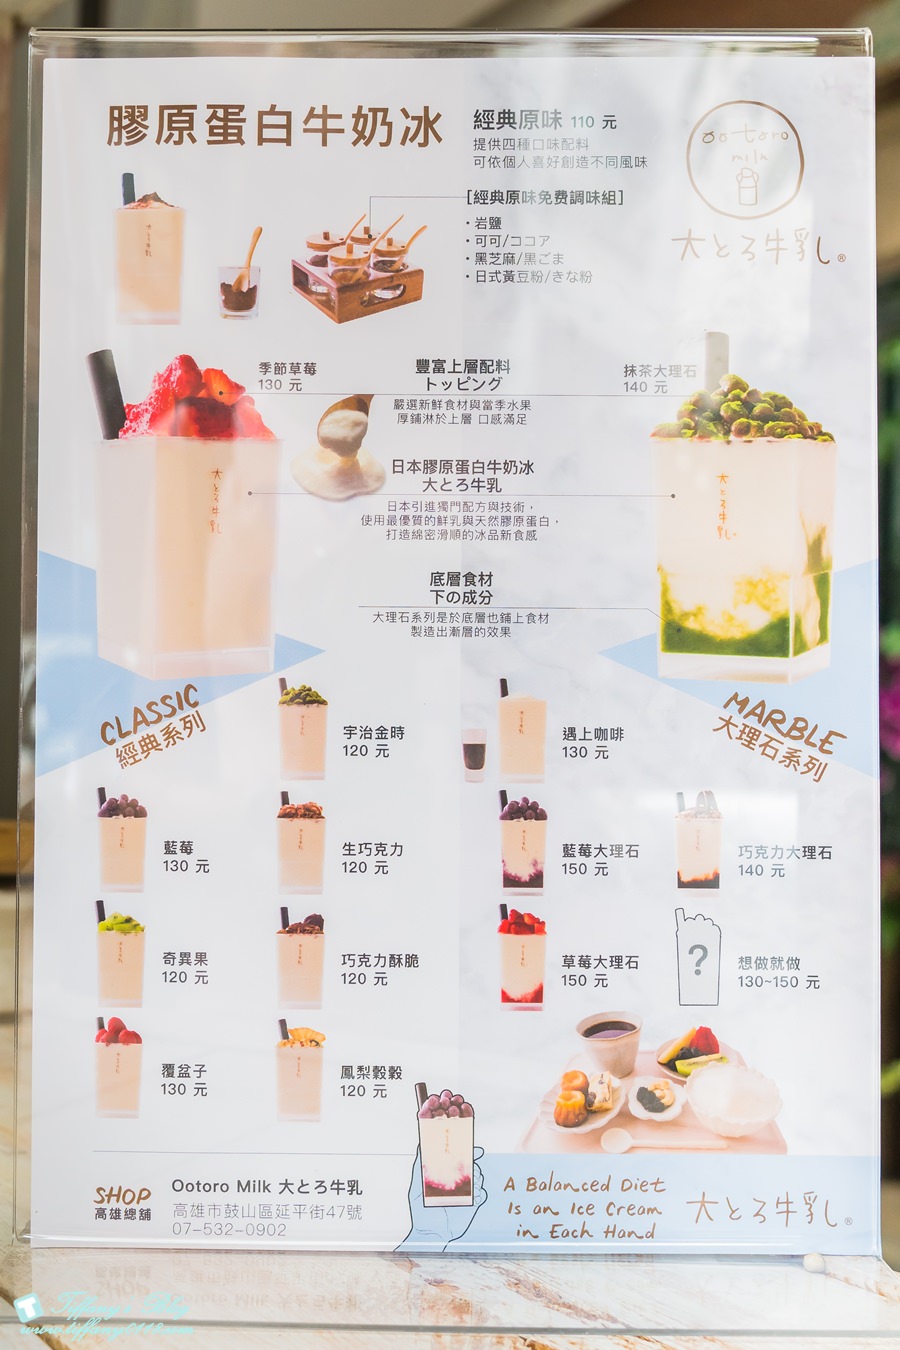 膠原蛋白牛奶冰
經典原味 110 元
提供四種口味配料
可依個人喜好創造不同風味
[經典原味免費調味組]
・岩鹽
・可可/ココア
・黑芝麻/黒ごま
・日式黃豆粉/きな粉
ootoro
milk
大とろ牛乳®
季節草莓
130 元
豐富上層配料
トッピング
嚴選新鮮食材與當季水果
厚鋪淋於上層 口感滿足
抹茶大理石
140 元
日本膠原蛋白牛奶冰
大とろ牛乳
日本引進獨門配方與技術，
使用最優質的鮮乳與天然膠原蛋白，
打造綿密滑順的冰品新食感
大とろ牛乳
大とろ牛乳
底層食材
下の成分
大理石系列是於底層也鋪上食材
製造出漸層的效果
CLASSIC
經典系列
MARBLE
大理石系列
宇治金時
120 元
遇上咖啡
130 元
藍莓
130 元
生巧克力
120 元
藍莓大理石
150 元
巧克力大理石
140 元
奇異果
120 元
巧克力酥脆
120 元
草莓大理石
150 元
?
想做就做
130~150 元
覆盆子
130 元
鳳梨穀穀
120 元
SHOP
高雄總舖
Ootoro Milk 大とろ牛乳
高雄市鼓山區延平街47號
07-532-0902
A Balanced Diet
Is an Ice Cream
in Each Hand
大とろ牛乳®
Tiffany's Blog